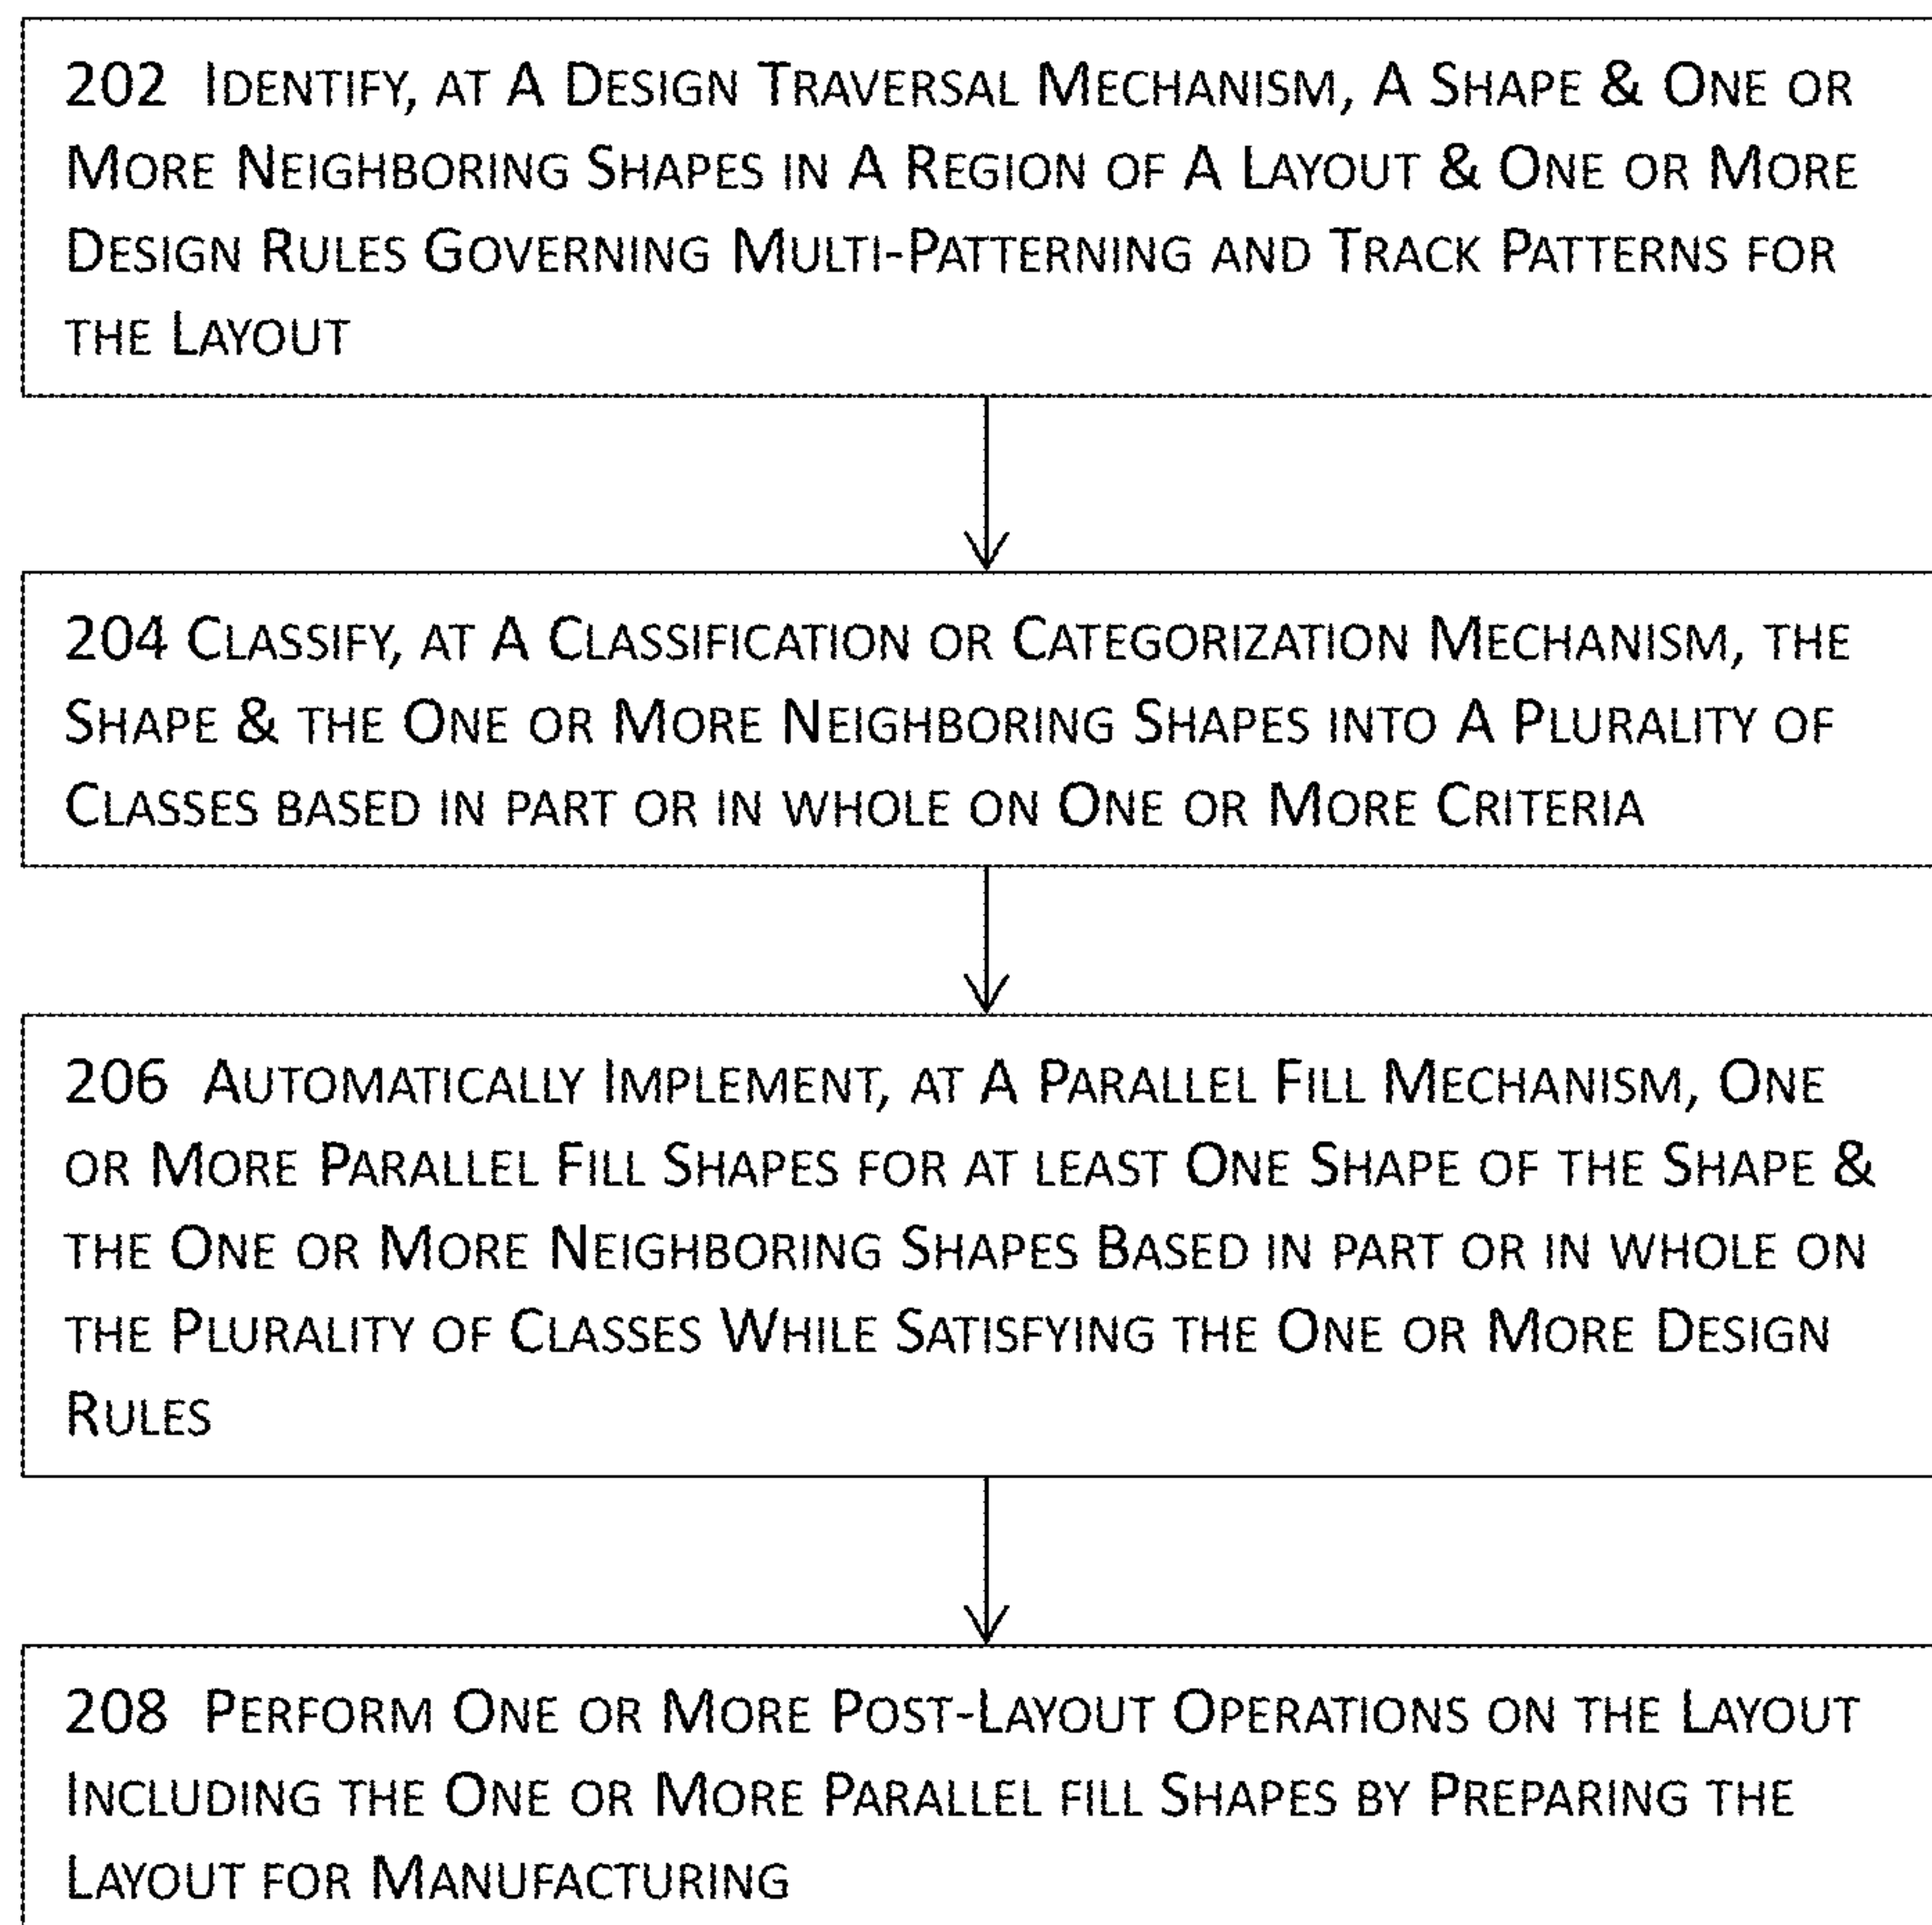 202 Identify, at A Design Traversal Mechanism, A Shape & One or
More Neighboring Shapes in A Region of A Layout & One or More
Design Rules Governing Multi-Patterning and Track Patterns for
the Layout
204 Classify, at A Classification or Categorization Mechanism, the
Shape & the One or More Neighboring Shapes into A Plurality of
Classes based in part or in whole on One or More Criteria
206 Automatically Implement, at A Parallel Fill Mechanism, One
or More Parallel Fill Shapes for at least One Shape of the Shape &
the One or More Neighboring Shapes Based in part or in whole on
the Plurality of Classes While Satisfying the One or More Design
Rules
208 Perform One or More Post-Layout Operations on the Layout
Including the One or More Parallel fill Shapes by Preparing the
Layout for Manufacturing